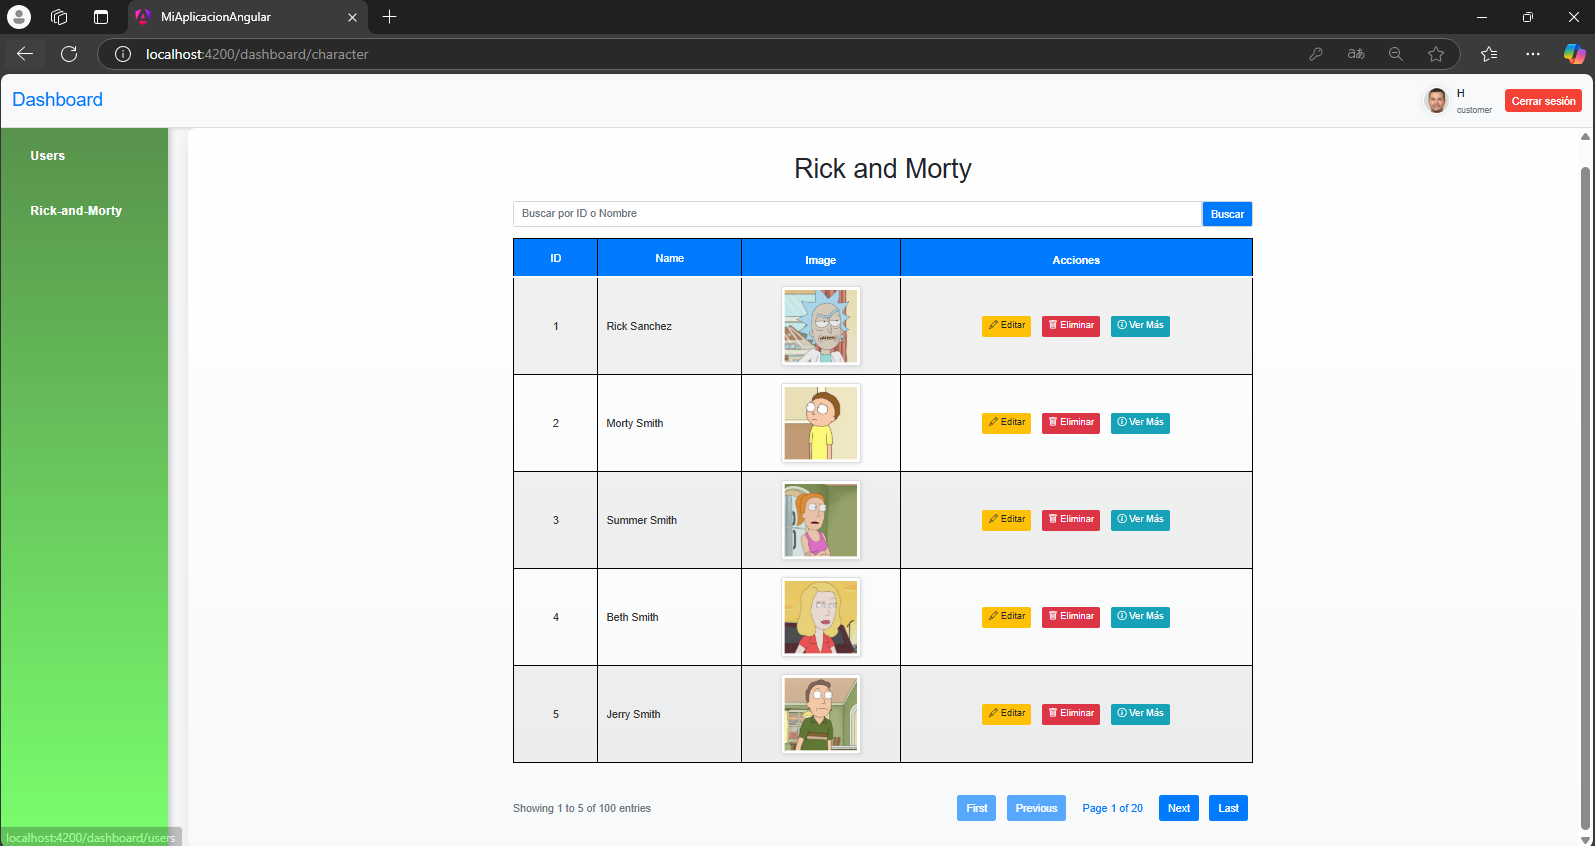 MiAplicacionAngular
localhost:4200/dashboard/character
Dashboard
H
customer
Cerrar sesión
Users
Rick-and-Morty
Rick and Morty
Buscar por ID o Nombre
Buscar
ID Name Image Acciones
1 Rick Sanchez Editar Eliminar Ver Más
2 Morty Smith Editar Eliminar Ver Más
3 Summer Smith Editar Eliminar Ver Más
4 Beth Smith Editar Eliminar Ver Más
5 Jerry Smith Editar Eliminar Ver Más
Showing 1 to 5 of 100 entries First Previous Page 1 of 20 Next Last
localhost:4200/dashboard/users